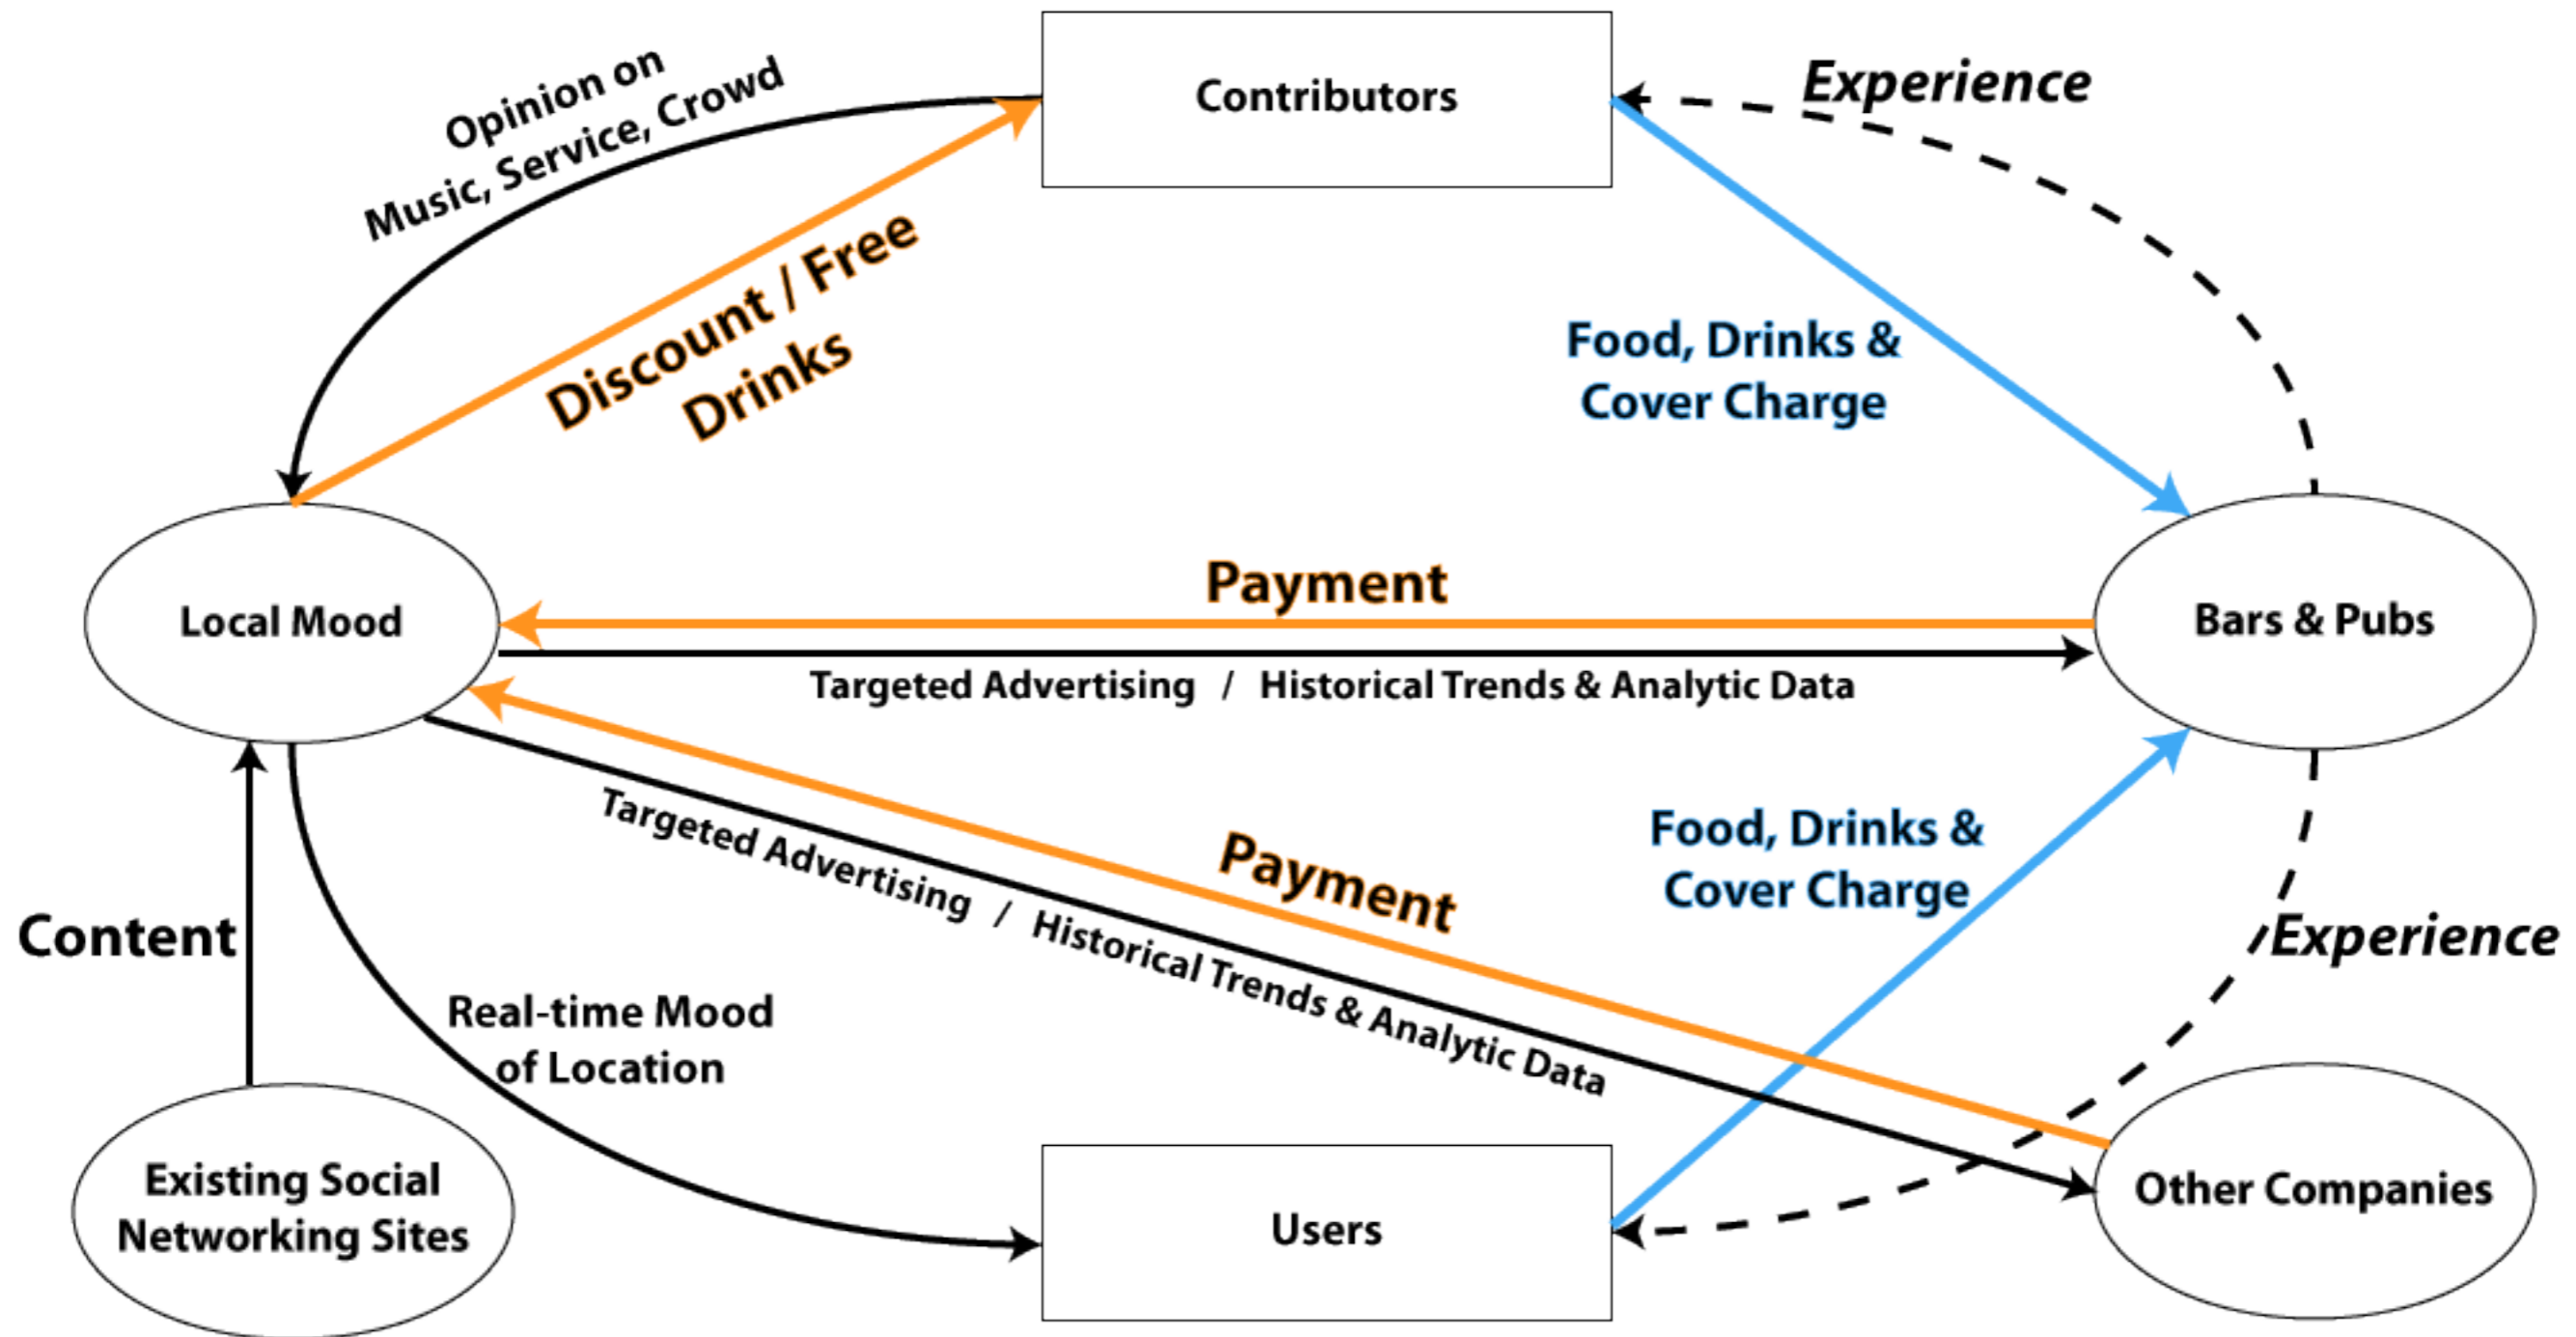 Opinion on
Music, Service, Crowd
Contributors
Experience
Discount / Free
Drinks
Food, Drinks &
Cover Charge
Local Mood
Payment
Targeted Advertising / Historical Trends & Analytic Data
Bars & Pubs
Targeted Advertising / Historical Trends & Analytic Data
Payment
Food, Drinks &
Cover Charge
Content
Experience
Real-time Mood
of Location
Existing Social
Networking Sites
Users
Other Companies